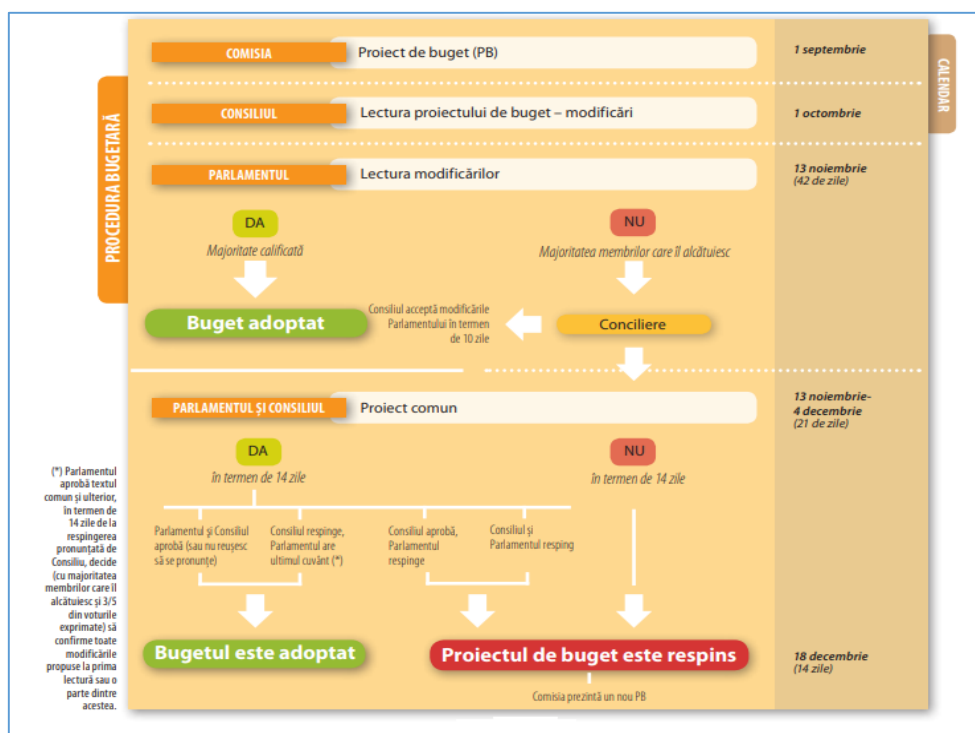 PROCEDURA BUGETARĂ
CALENDAR
COMISIA
Proiect de buget (PB)
1 septembrie
CONSILIUL
Lectura proiectului de buget – modificări
1 octombrie
PARLAMENTUL
Lectura modificărilor
13 noiembrie
(42 de zile)
DA
Majoritate calificată
NU
Majoritatea membrilor care îl alcătuiesc
Buget adoptat
Consiliul acceptă modificările
Parlamentului în termen
de 10 zile
Conciliere
PARLAMENTUL ȘI CONSILIUL
Proiect comun
13 noiembrie-
4 decembrie
(21 de zile)
DA
în termen de 14 zile
NU
în termen de 14 zile
Parlamentul și Consiliul
aprobă (sau nu reușesc
să se pronunțe)
Consiliul respinge,
Parlamentul are
ultimul cuvânt (*)
Consiliul aprobă,
Parlamentul
respinge
Consiliul și
Parlamentul resping
(*) Parlamentul
aprobă textul
comun și ulterior,
în termen de
14 zile de la
respingerea
pronunțată de
Consiliu, decide
(cu majoritatea
membrilor care îl
alcătuiesc și 3/5
din voturile
exprimate) să
confirme toate
modificările
propuse la prima
lectură sau o
parte dintre
acestea.
Bugetul este adoptat
Proiectul de buget este respins
18 decembrie
(14 zile)
Comisia prezintă un nou PB